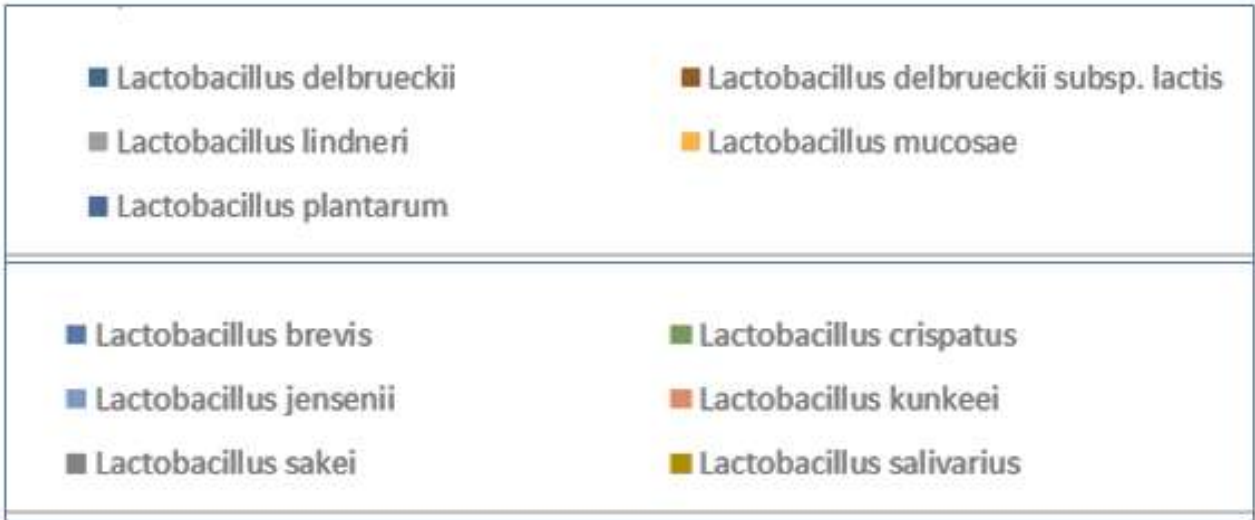 Lactobacillus delbrueckii
Lactobacillus delbrueckii subsp. lactis
Lactobacillus lindneri
Lactobacillus mucosae
Lactobacillus plantarum
Lactobacillus brevis
Lactobacillus crispatus
Lactobacillus jensenii
Lactobacillus kunkeei
Lactobacillus sakei
Lactobacillus salivarius